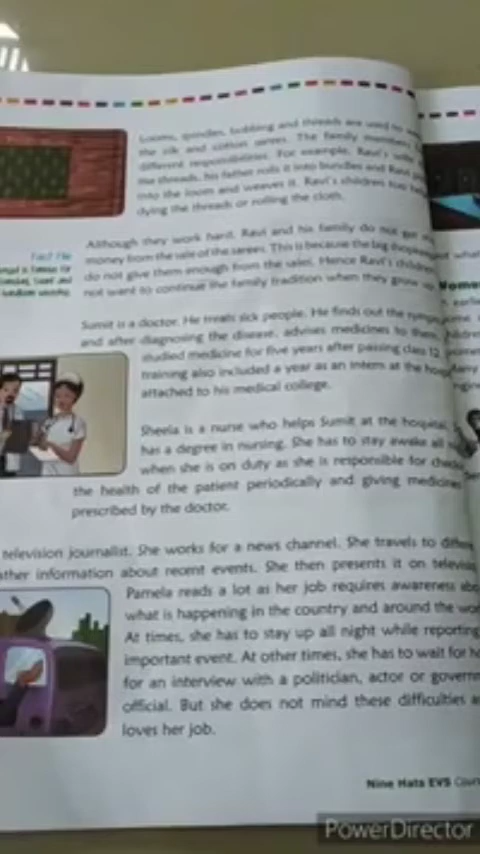 Looms, spindles, bobbing and threads are used to
the silk and cotton sarees. The family members
different responsibilities. For example, Ravi's wife
the threads, his father rolls it into bundles and Ravi
into the loom and weaves it. Ravi's children too help
dying the threads or rolling the cloth.
Although they work hard, Ravi and his family do not get
money from the sale of the sarees. This is because the big
do not give them enough from the sales. Hence Ravi's children
not want to continue the family tradition when they grow
Fact File
is famous for
Sumit is a doctor. He treats sick people. He finds out the
and after diagnosing the disease, advises medicines to them.
studied medicine for five years after passing class 12.
training also included a year as an intern at the
attached to his medical college.
Sheela is a nurse who helps Sumit at the hospital.
has a degree in nursing. She has to stay awake all
when she is on duty as she is responsible for
the health of the patient periodically and giving medicines
prescribed by the doctor.
television journalist. She works for a news channel. She travels to
ather information about recent events. She then presents it on
Pamela reads a lot as her job requires awareness
what is happening in the country and around the
At times, she has to stay up all night while reporting
important event. At other times, she has to wait for
for an interview with a politician, actor or
official. But she does not mind these difficulties
loves her job.
Nine Hats EVS
PowerDirector